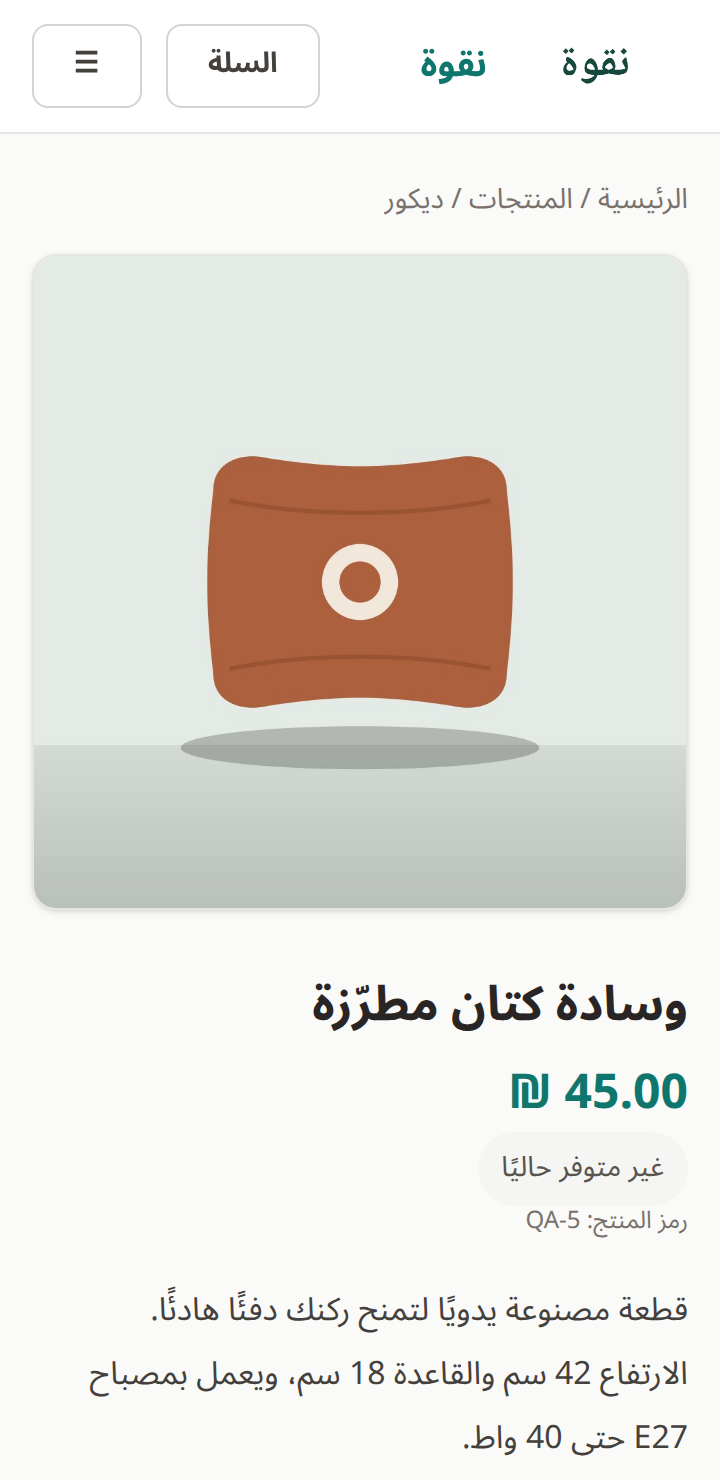 نقوة
نقوة
السلة
☰
الرئيسية / المنتجات / ديكور
وسادة كتان مطرّزة
45.00 ₪
غير متوفر حاليًا
رمز المنتج: QA-5
قطعة مصنوعة يدويًا لتمنح ركنك دفئًا هادئًا.
الارتفاع 42 سم والقاعدة 18 سم، ويعمل بمصباح
E27 حتى 40 واط.